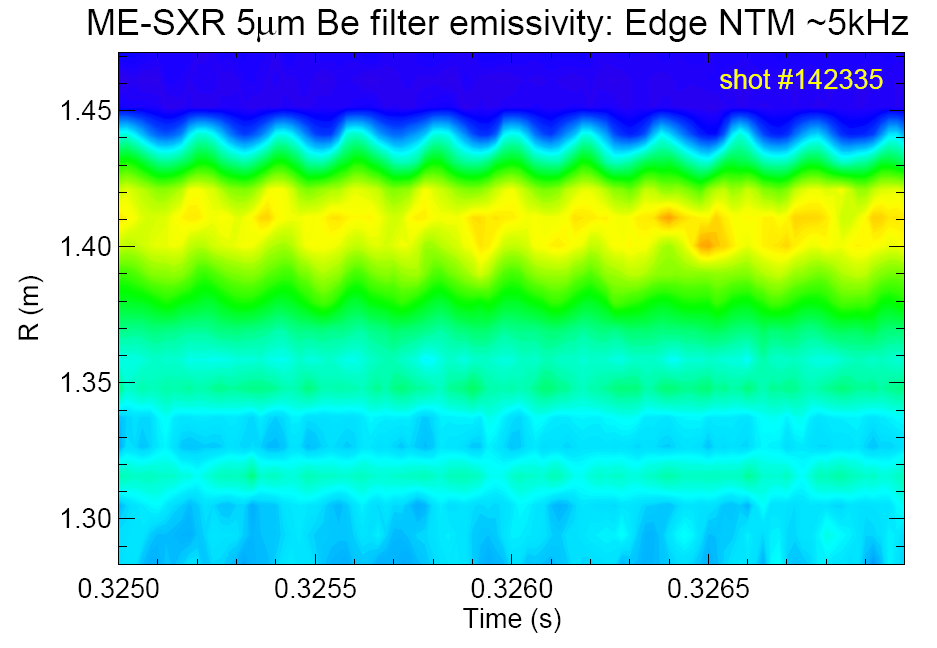 ME-SXR 5μm Be filter emissivity: Edge NTM ~5kHz
shot #142335
1.45
1.40
1.35
1.30
R (m)
0.3250 0.3255 0.3260 0.3265
Time (s)